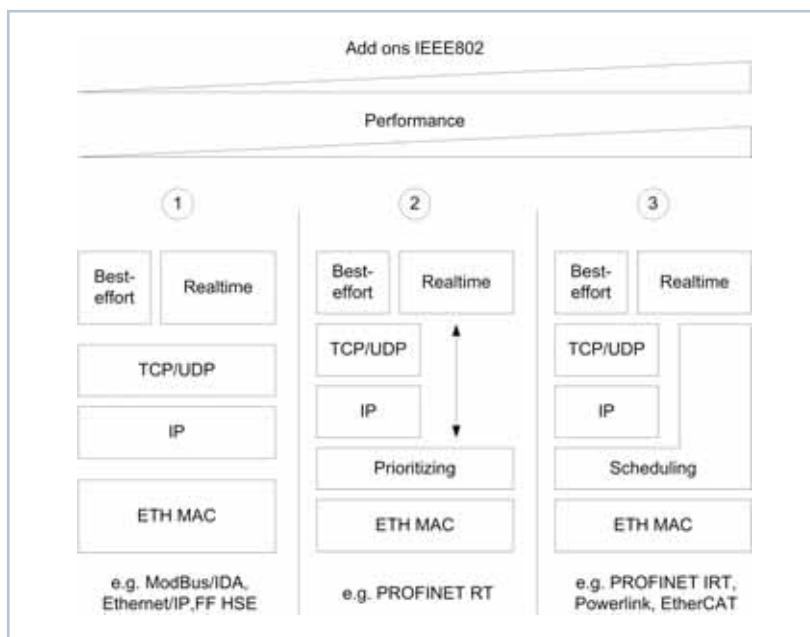 Add ons IEEE802
Performance
1
2
3
Best-
effort
Realtime
TCP/UDP
IP
ETH MAC
e.g. ModBus/IDA,
Ethernet/IP,FF HSE
Best-
effort
Realtime
TCP/UDP
IP
Prioritizing
ETH MAC
e.g. PROFINET RT
Best-
effort
Realtime
TCP/UDP
IP
Scheduling
ETH MAC
e.g. PROFINET IRT,
Powerlink, EtherCAT